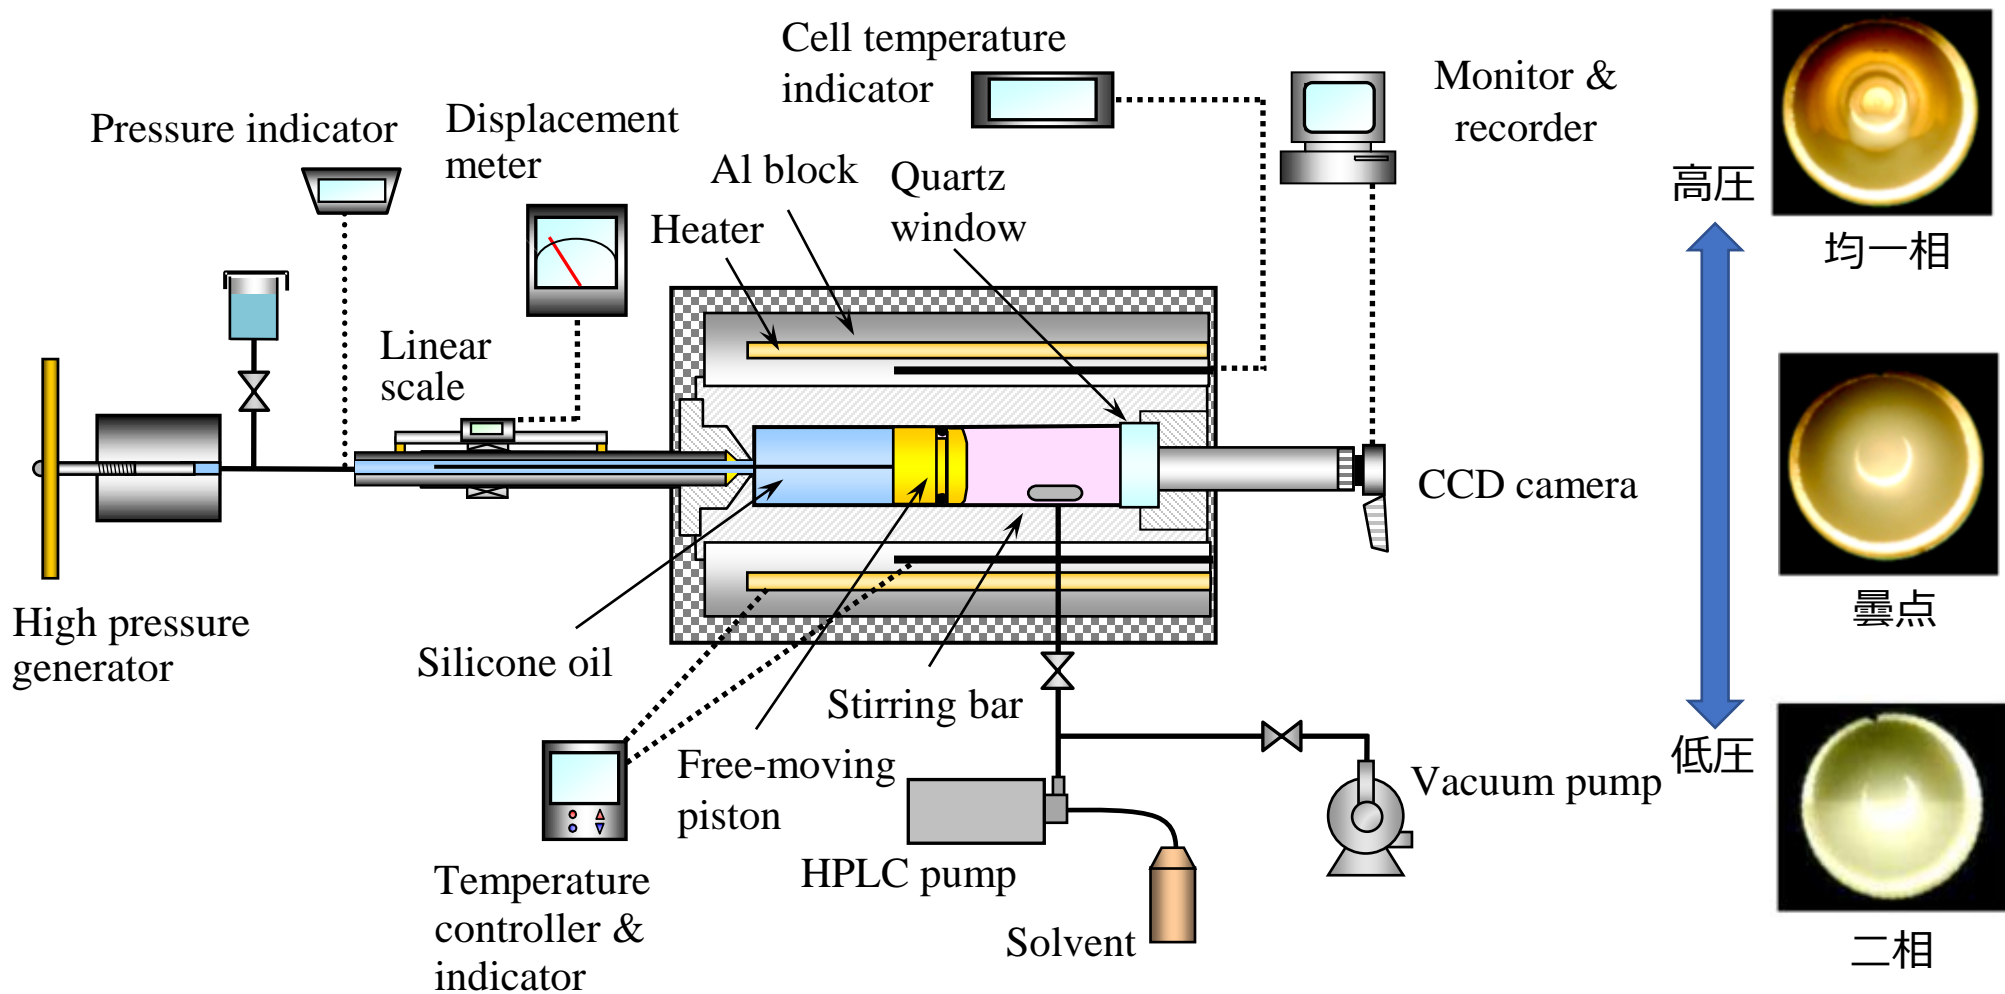 Cell temperature
indicator
Monitor &
recorder
Pressure indicator
Displacement
meter
Al block
Quartz
window
Heater
Linear
scale
CCD camera
High pressure
generator
Silicone oil
Stirring bar
Free-moving
piston
Vacuum pump
HPLC pump
Solvent
Temperature
controller &
indicator
高圧
均一相
曇点
低圧
二相